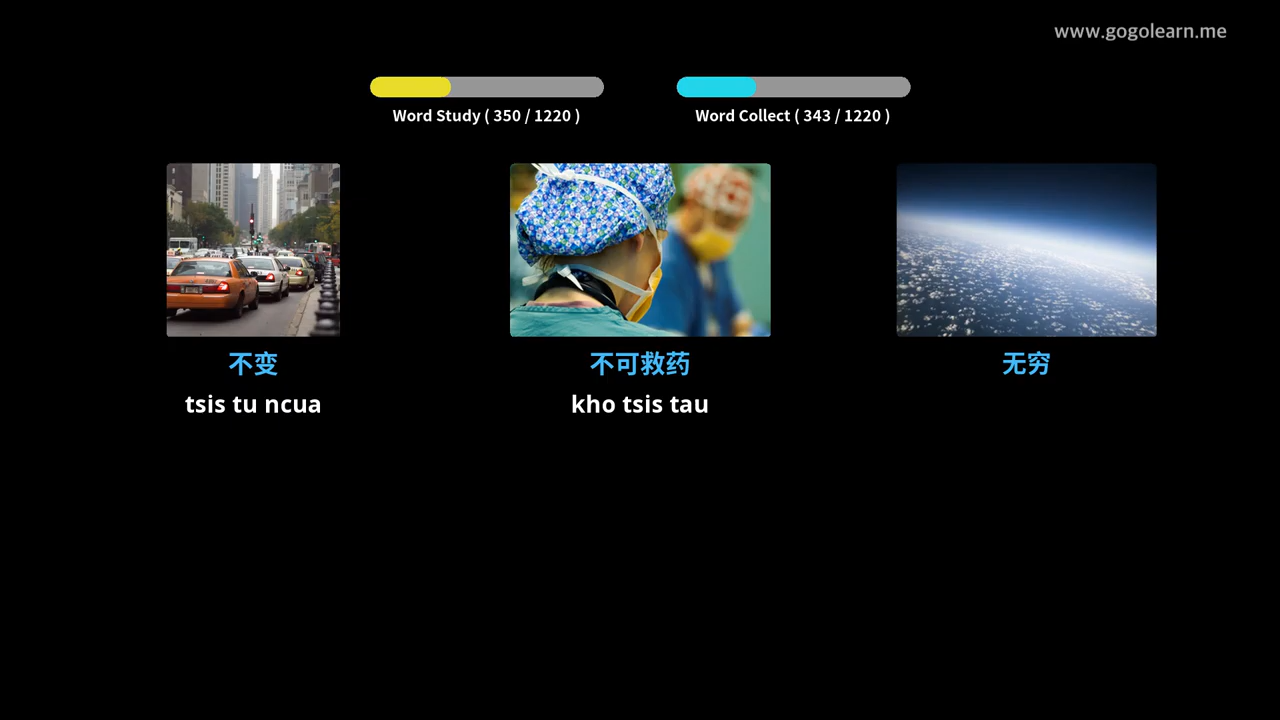 www.gogolearn.me
Word Study ( 350 / 1220 )
Word Collect ( 343 / 1220 )
不变
tsis tu ncua
不可救药
kho tsis tau
无穷